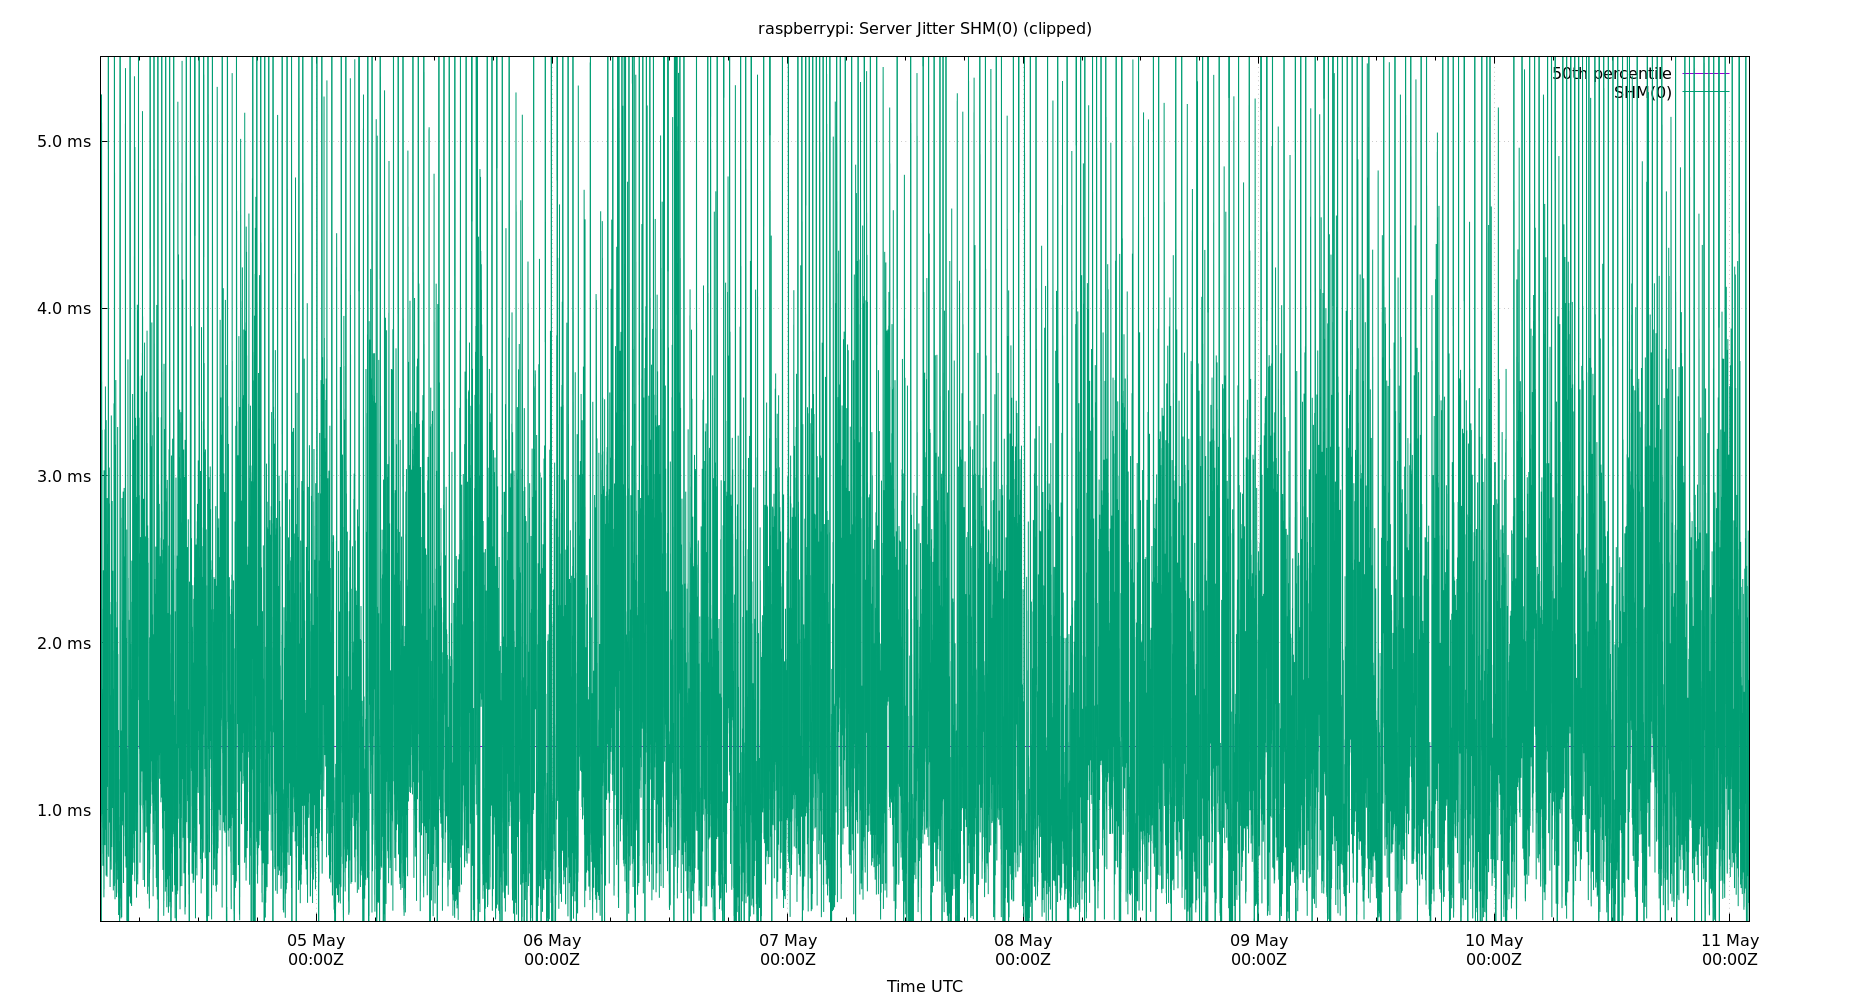 raspberrypi: Server Jitter SHM(0) (clipped)
50th percentile
SHM(0)
5.0 ms
4.0 ms
3.0 ms
2.0 ms
1.0 ms
05 May 06 May 07 May 08 May 09 May 10 May 11 May
00:00Z 00:00Z 00:00Z 00:00Z 00:00Z 00:00Z 00:00Z
Time UTC